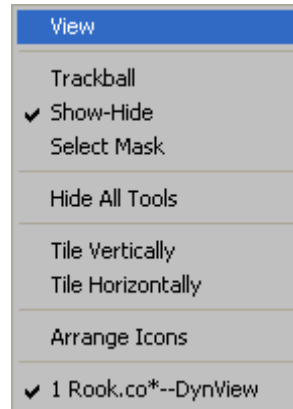 View
Trackball
Show-Hide
Select Mask
Hide All Tools
Tile Vertically
Tile Horizontally
Arrange Icons
1 Rook.co*--DynView